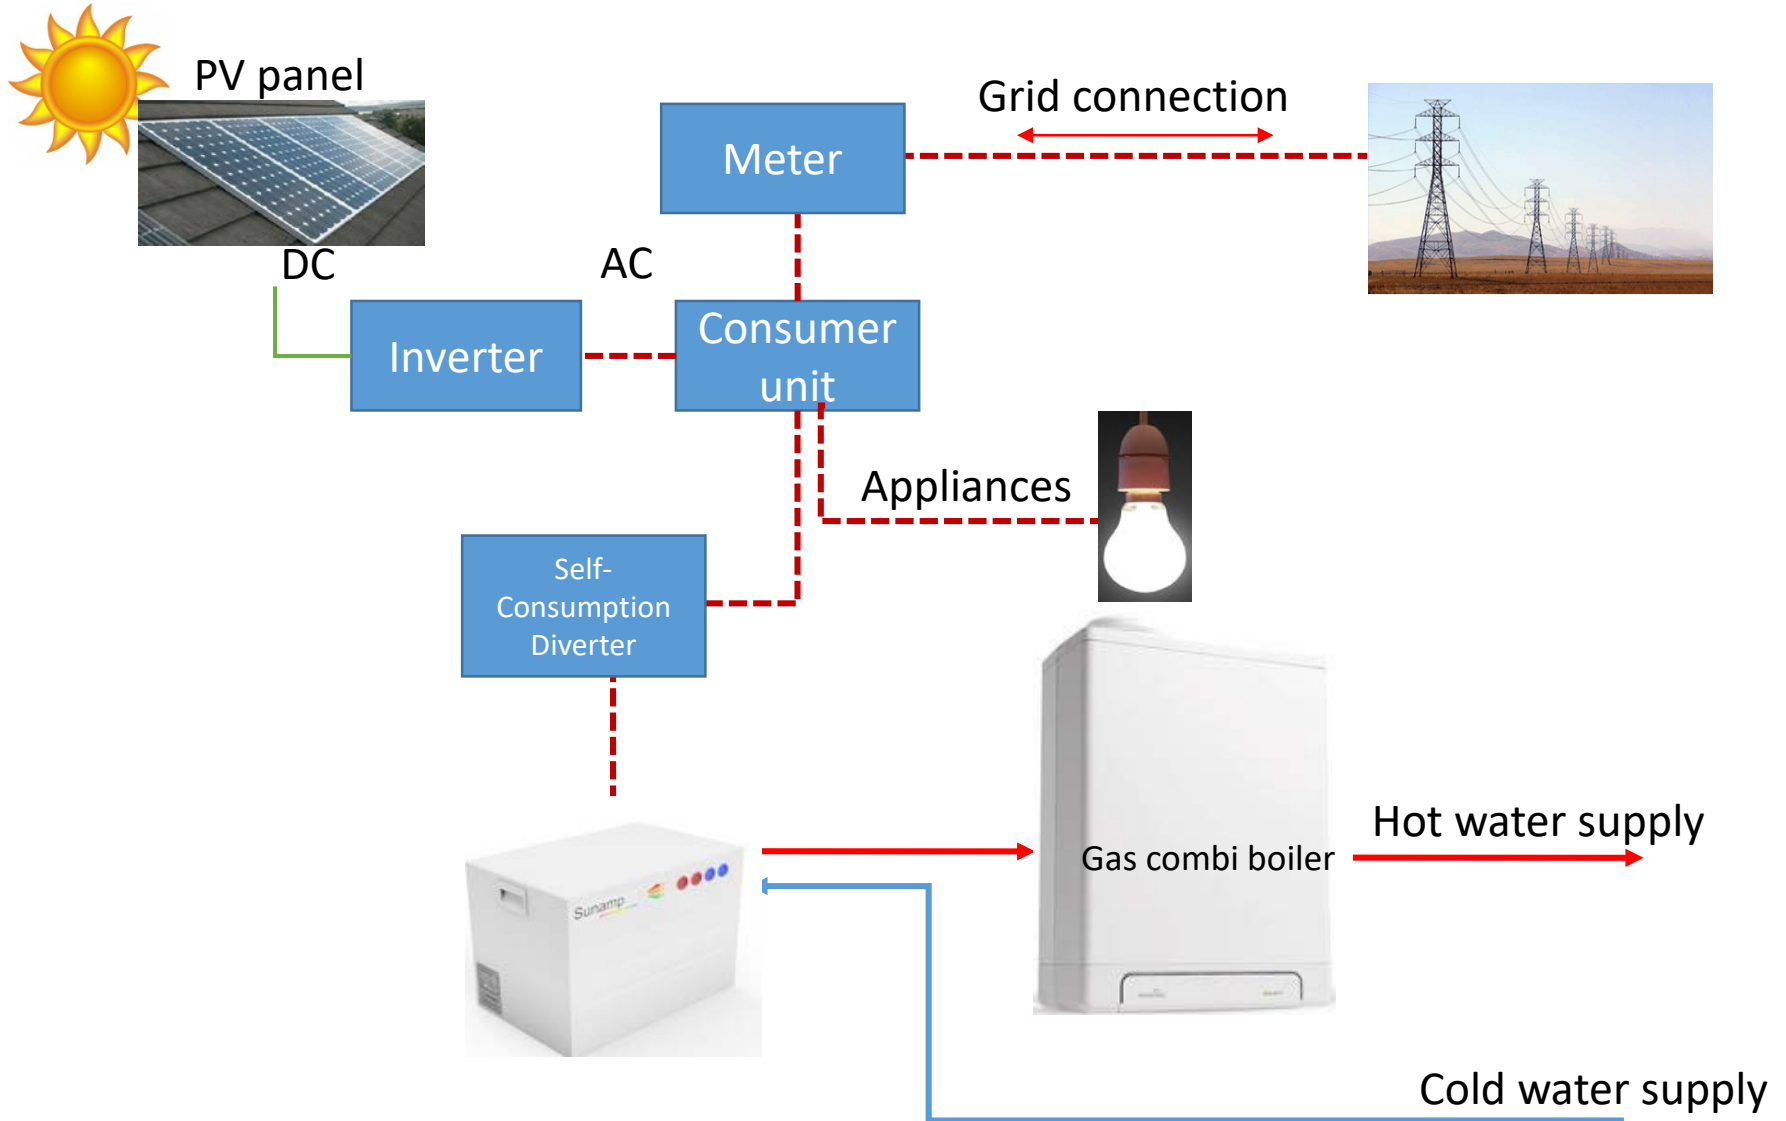 PV panel
Grid connection
Meter
DC
AC
Inverter
Consumer
unit
Appliances
Self-
Consumption
Diverter
Sunamp
Gas combi boiler
Hot water supply
Cold water supply